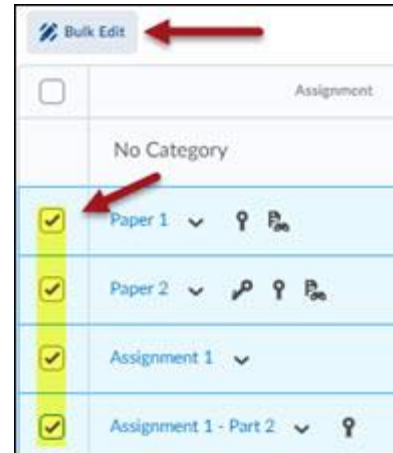 Bulk Edit
Assignment
No Category
Paper 1
Paper 2
Assignment 1
Assignment 1 - Part 2